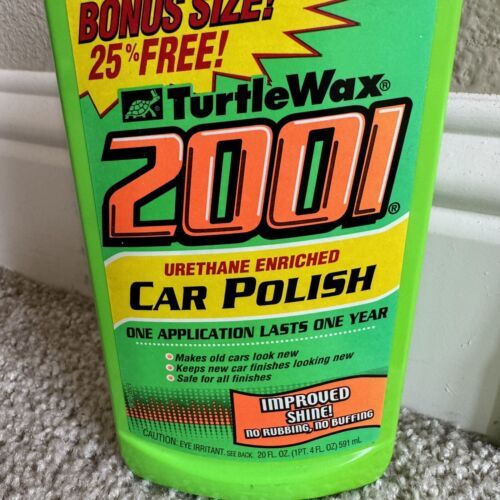 BONUS SIZE!
25% FREE!
TurtleWax®
2001®
URETHANE ENRICHED
CAR POLISH
ONE APPLICATION LASTS ONE YEAR
• Makes old cars look new
• Keeps new car finishes looking new
• Safe for all finishes
IMPROVED
SHINE!
NO RUBBING, NO BUFFING
CAUTION: EYE IRRITANT. SEE BACK. 20 FL. OZ. (1PT. 4 FL. OZ) 591 mL